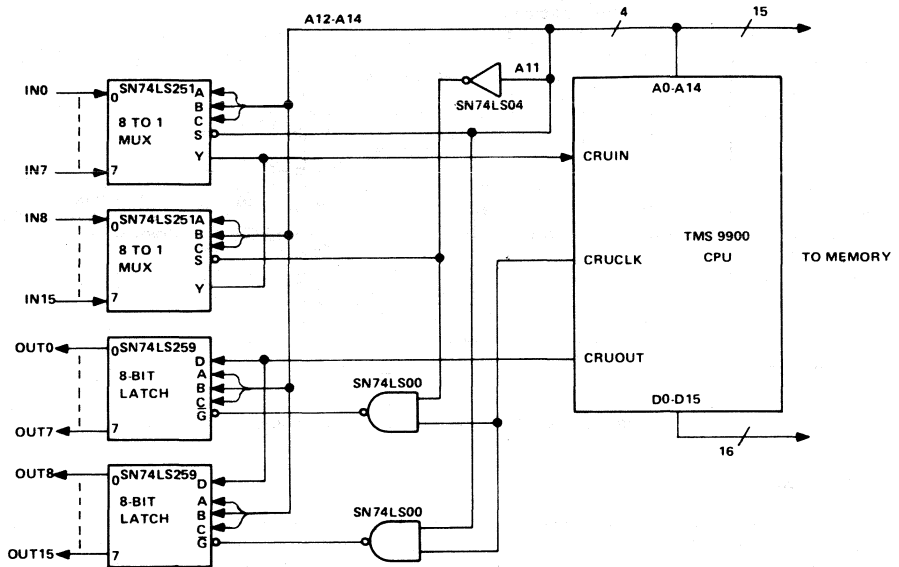 A12-A14
4
15
IN0
0
SN74LS251
A
B
C
S
Y
8 TO 1
MUX
IN7
7
A11
SN74LS04
A0-A14
CRUIN
IN8
0
SN74LS251
A
B
C
S
Y
8 TO 1
MUX
IN15
7
TMS 9900
CPU
TO MEMORY
CRUCLK
OUT0
0
SN74LS259
D
A
B
C
G̅
8-BIT
LATCH
OUT7
7
SN74LS00
CRUOUT
D0-D15
16
OUT8
0
SN74LS259
D
A
B
C
G̅
8-BIT
LATCH
OUT15
7
SN74LS00